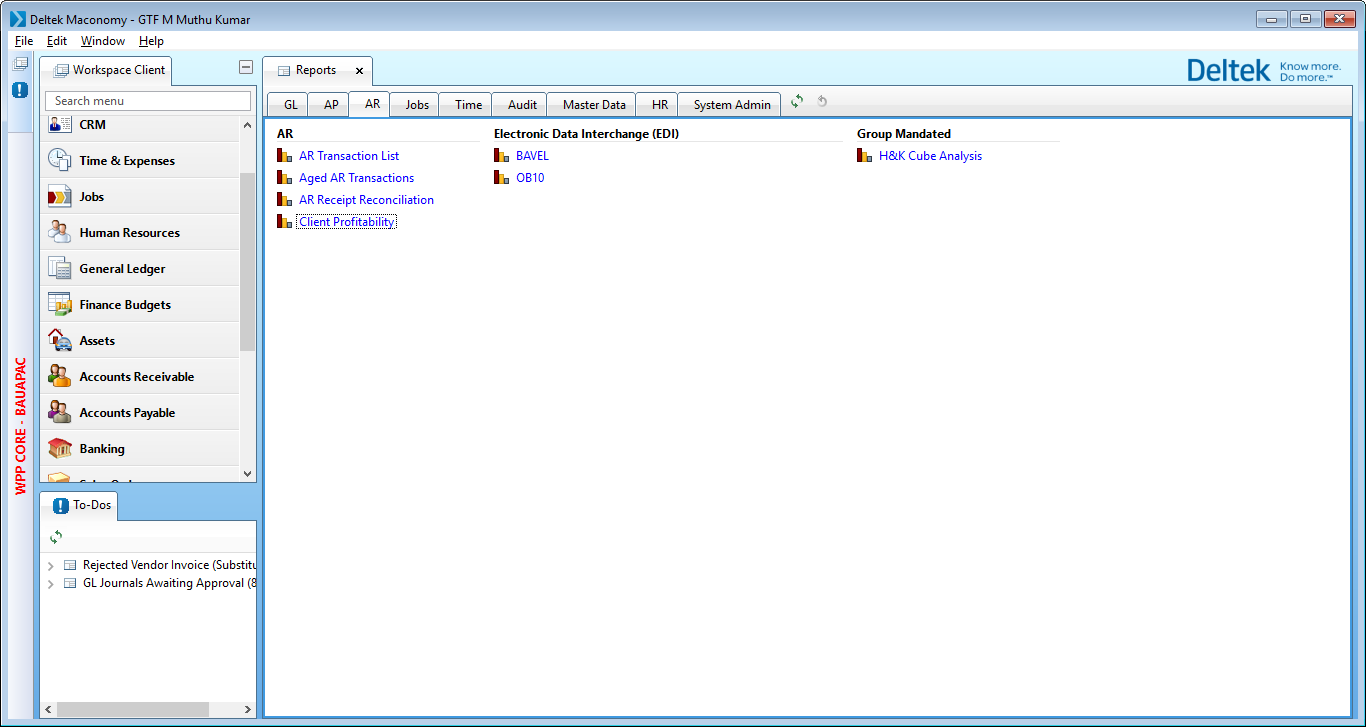 Deltek Maconomy - GTF M Muthu Kumar
File Edit Window Help
Workspace Client
Reports
Deltek Know more.
Do more.™
Search menu
GL AP AR Jobs Time Audit Master Data HR System Admin
CRM
Time & Expenses
Jobs
Human Resources
General Ledger
Finance Budgets
Assets
Accounts Receivable
Accounts Payable
Banking
AR
AR Transaction List
Aged AR Transactions
AR Receipt Reconciliation
Client Profitability
Electronic Data Interchange (EDI)
BAVEL
OB10
Group Mandated
H&K Cube Analysis
WPP CORE - BAUAPAC
To-Dos
Rejected Vendor Invoice (Substitu
GL Journals Awaiting Approval (8